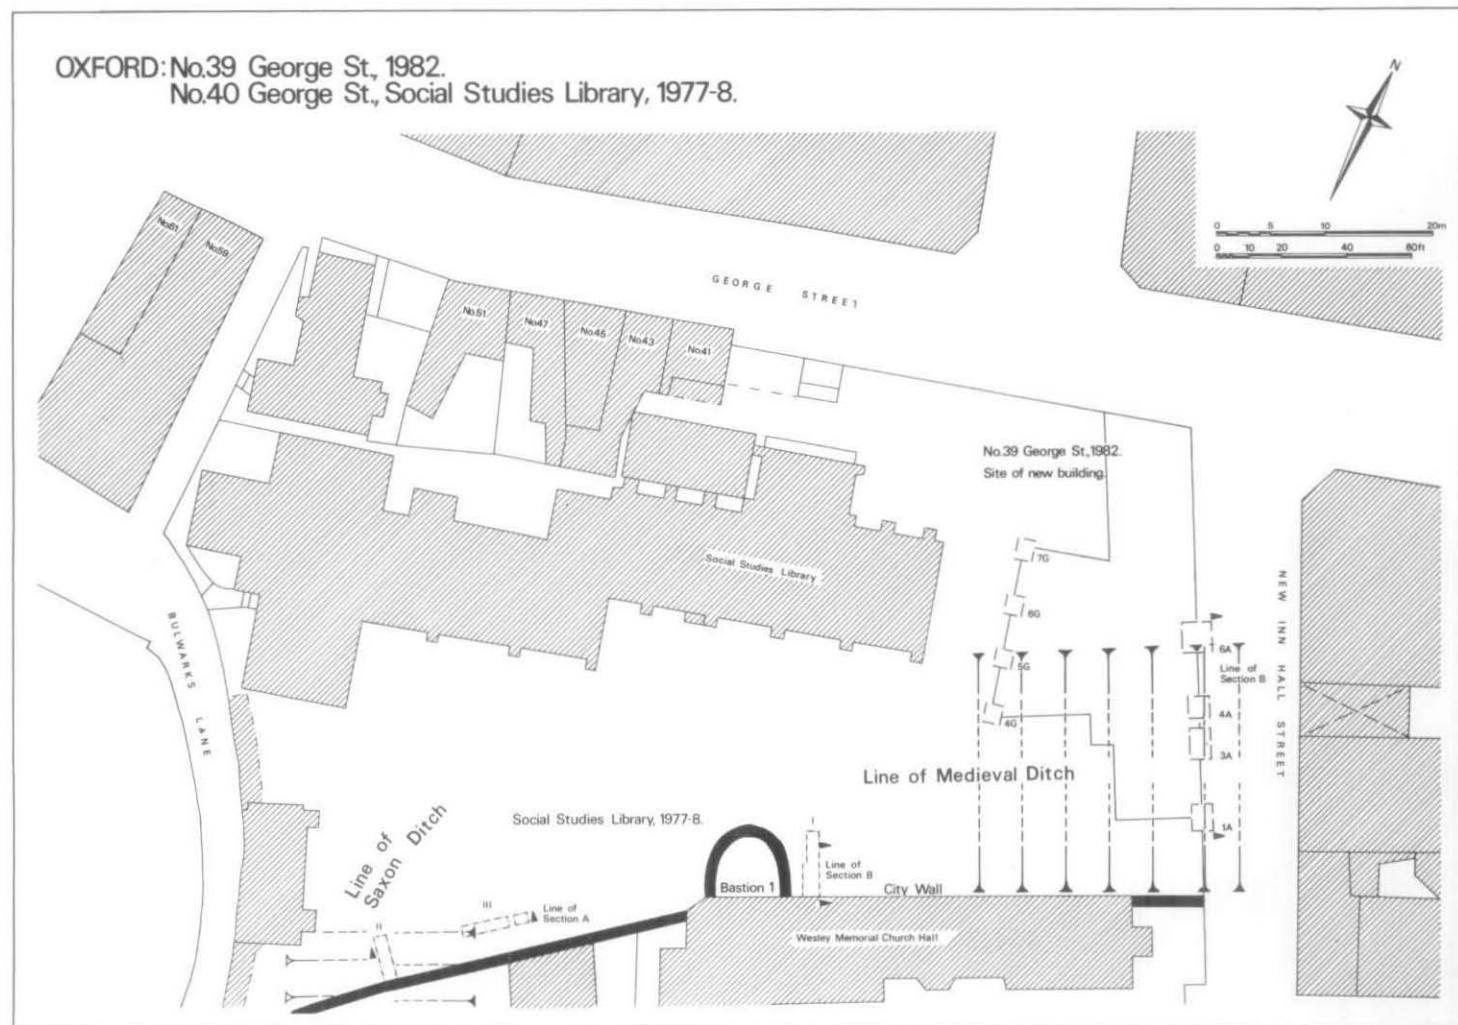 OXFORD: No.39 George St., 1982.
No.40 George St., Social Studies Library, 1977-8.
N
0 5 10 20m
0 10 20 40 60ft
No.61
No.59
GEORGE STREET
No.51
No.47
No.45
No.43
No.41
No.39 George St., 1982.
Site of new building.
Social Studies Library
7G
6G
5G
4G
6A
Line of
Section B
4A
3A
1A
NEW INN HALL STREET
BULWARKS LANE
Line of Medieval Ditch
Social Studies Library, 1977-8.
Line of
Saxon Ditch
I
Line of
Section B
Bastion 1
City Wall
III
Line of
Section A
II
Wesley Memorial Church Hall